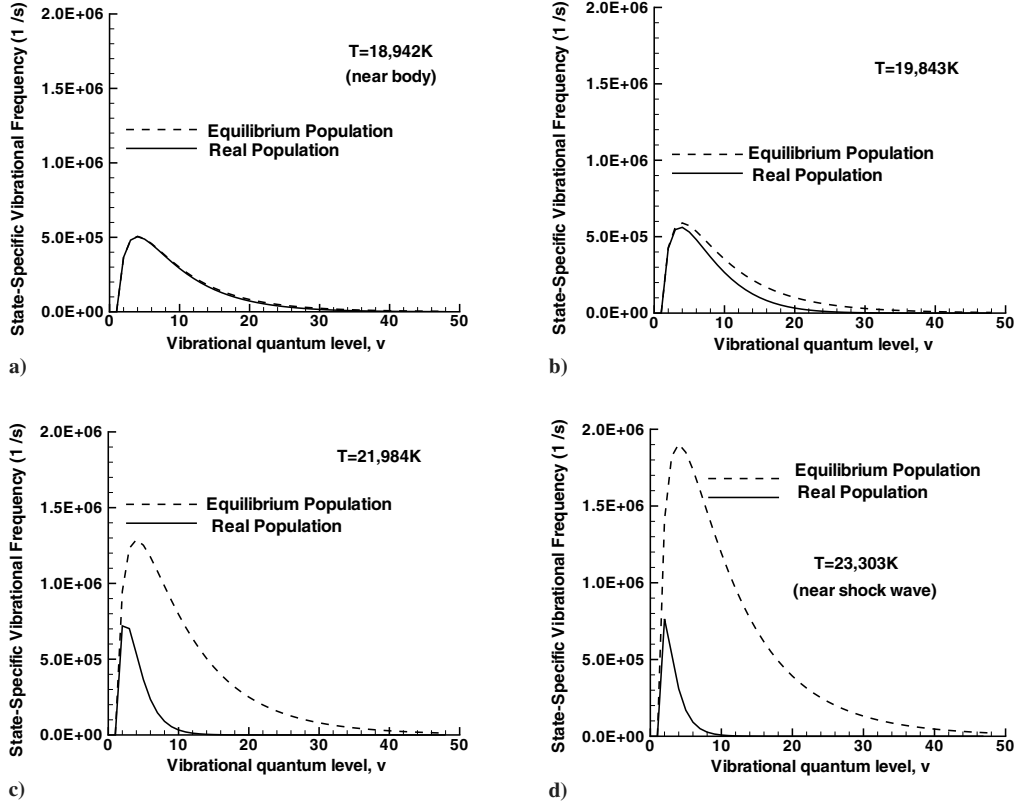 State-Specific Vibrational Frequency (1 /s)
2.0E+06
1.5E+06
1.0E+06
5.0E+05
0.0E+00
T=18,942K
(near body)
Equilibrium Population
Real Population
0 10 20 30 40 50
Vibrational quantum level, v
a)
State-Specific Vibrational Frequency (1 /s)
2.0E+06
1.5E+06
1.0E+06
5.0E+05
0.0E+00
T=19,843K
Equilibrium Population
Real Population
0 10 20 30 40 50
Vibrational quantum level, v
b)
State-Specific Vibrational Frequency (1 /s)
2.0E+06
1.5E+06
1.0E+06
5.0E+05
0.0E+00
T=21,984K
Equilibrium Population
Real Population
0 10 20 30 40 50
Vibrational quantum level, v
c)
State-Specific Vibrational Frequency (1 /s)
2.0E+06
1.5E+06
1.0E+06
5.0E+05
0.0E+00
Equilibrium Population
Real Population
T=23,303K
(near shock wave)
0 10 20 30 40 50
Vibrational quantum level, v
d)